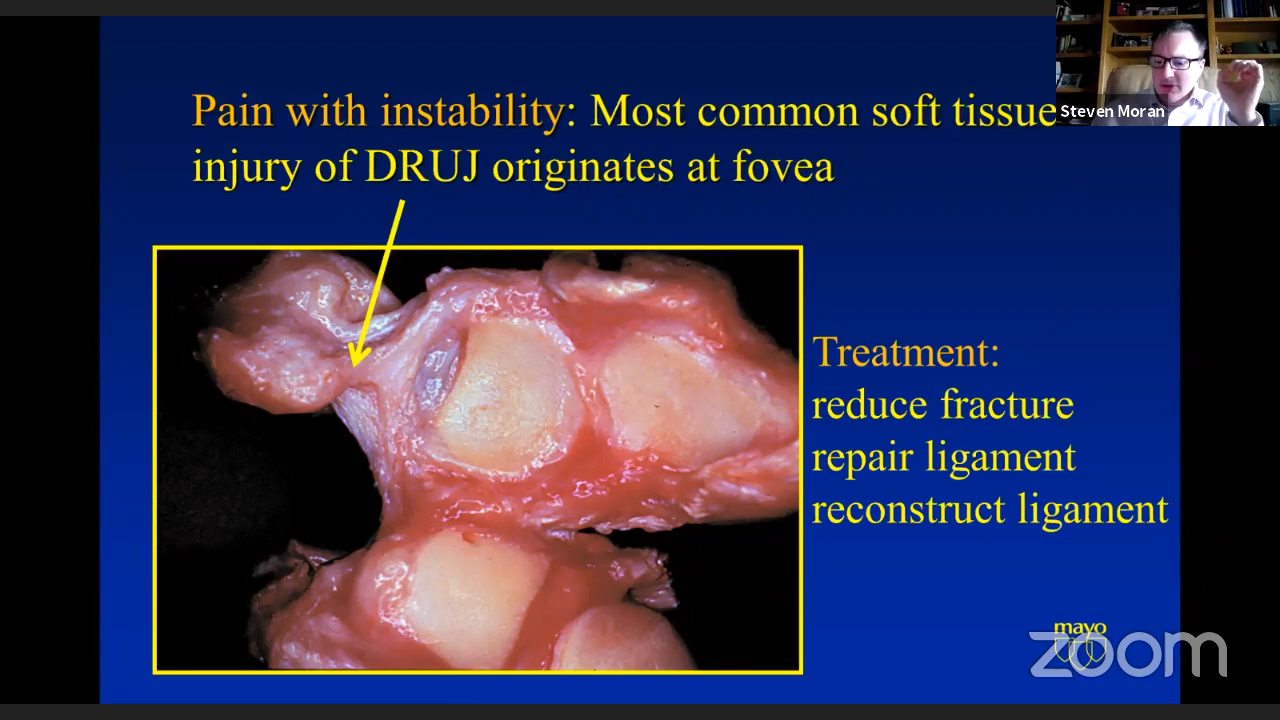 Pain with instability: Most common soft tissue
injury of DRUJ originates at fovea
Steven Moran
Treatment:
reduce fracture
repair ligament
reconstruct ligament
mayo
zoom